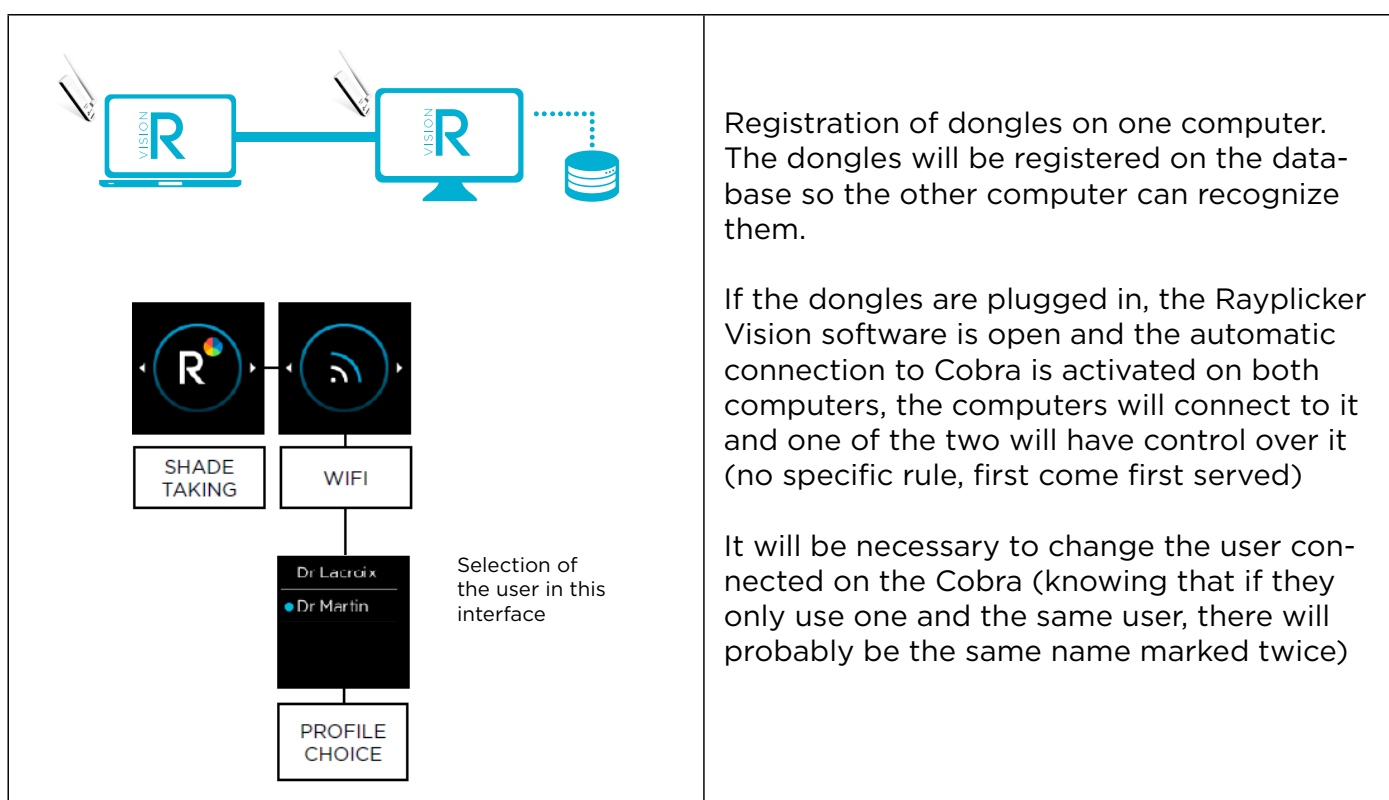 VISION R
VISION R
R
SHADE
TAKING
WIFI
Dr Lacroix
Dr Martin
Selection of
the user in this
interface
PROFILE
CHOICE
Registration of dongles on one computer.
The dongles will be registered on the data-
base so the other computer can recognize
them.
If the dongles are plugged in, the Rayplicker
Vision software is open and the automatic
connection to Cobra is activated on both
computers, the computers will connect to it
and one of the two will have control over it
(no specific rule, first come first served)
It will be necessary to change the user con-
nected on the Cobra (knowing that if they
only use one and the same user, there will
probably be the same name marked twice)